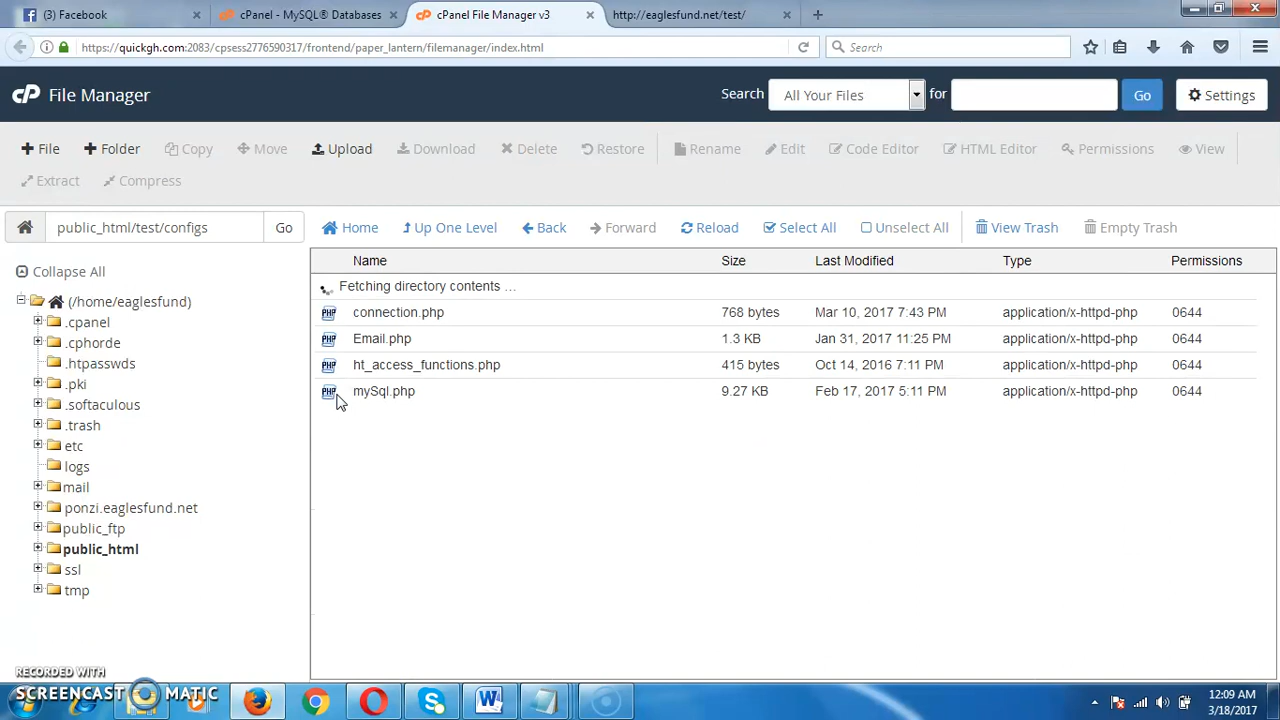 (3) Facebook
cPanel - MySQL® Databases
cPanel File Manager v3
http://eaglesfund.net/test/
https://quickgh.com:2083/cpsess2776590317/frontend/paper_lantern/filemanager/index.html
Search
cP File Manager
Search All Your Files for
Go
Settings
File
Folder
Copy
Move
Upload
Download
Delete
Restore
Rename
Edit
Code Editor
HTML Editor
Permissions
View
Extract
Compress
public_html/test/configs
Go
Home
Up One Level
Back
Forward
Reload
Select All
Unselect All
View Trash
Empty Trash
Collapse All
(/home/eaglesfund)
.cpanel
.cphorde
.htpasswds
.pki
.softaculous
.trash
etc
logs
mail
ponzi.eaglesfund.net
public_ftp
public_html
ssl
tmp
Name Size Last Modified Type Permissions
Fetching directory contents ...
PHP connection.php 768 bytes Mar 10, 2017 7:43 PM application/x-httpd-php 0644
PHP Email.php 1.3 KB Jan 31, 2017 11:25 PM application/x-httpd-php 0644
PHP ht_access_functions.php 415 bytes Oct 14, 2016 7:11 PM application/x-httpd-php 0644
PHP mySql.php 9.27 KB Feb 17, 2017 5:11 PM application/x-httpd-php 0644
RECORDED WITH
SCREENCAST MATIC
12:09 AM
3/18/2017